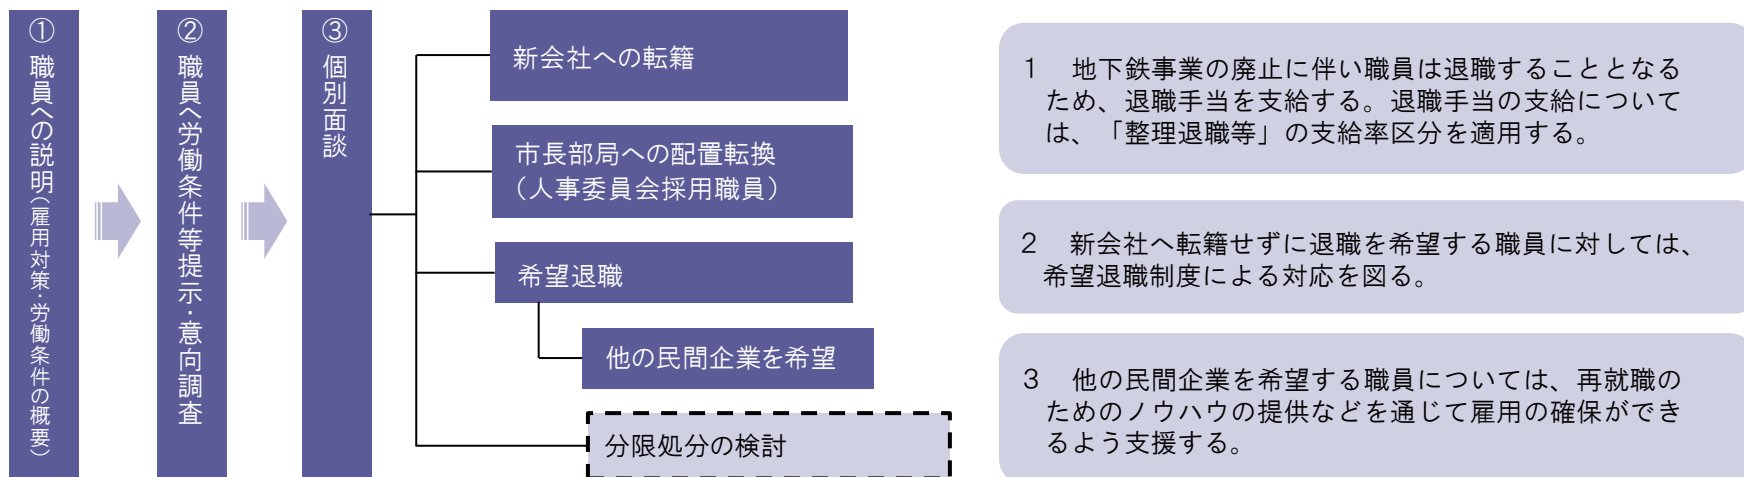 ① 職員への説明（雇用対策・労働条件の概要）
② 職員へ労働条件等提示・意向調査
③ 個別面談
新会社への転籍
市長部局への配置転換
（人事委員会採用職員）
希望退職
他の民間企業を希望
分限処分の検討
１　地下鉄事業の廃止に伴い職員は退職することとなる
ため、退職手当を支給する。退職手当の支給について
は、「整理退職等」の支給率区分を適用する。
２　新会社へ転籍せずに退職を希望する職員に対しては、
希望退職制度による対応を図る。
３　他の民間企業を希望する職員については、再就職の
ためのノウハウの提供などを通じて雇用の確保ができ
るよう支援する。